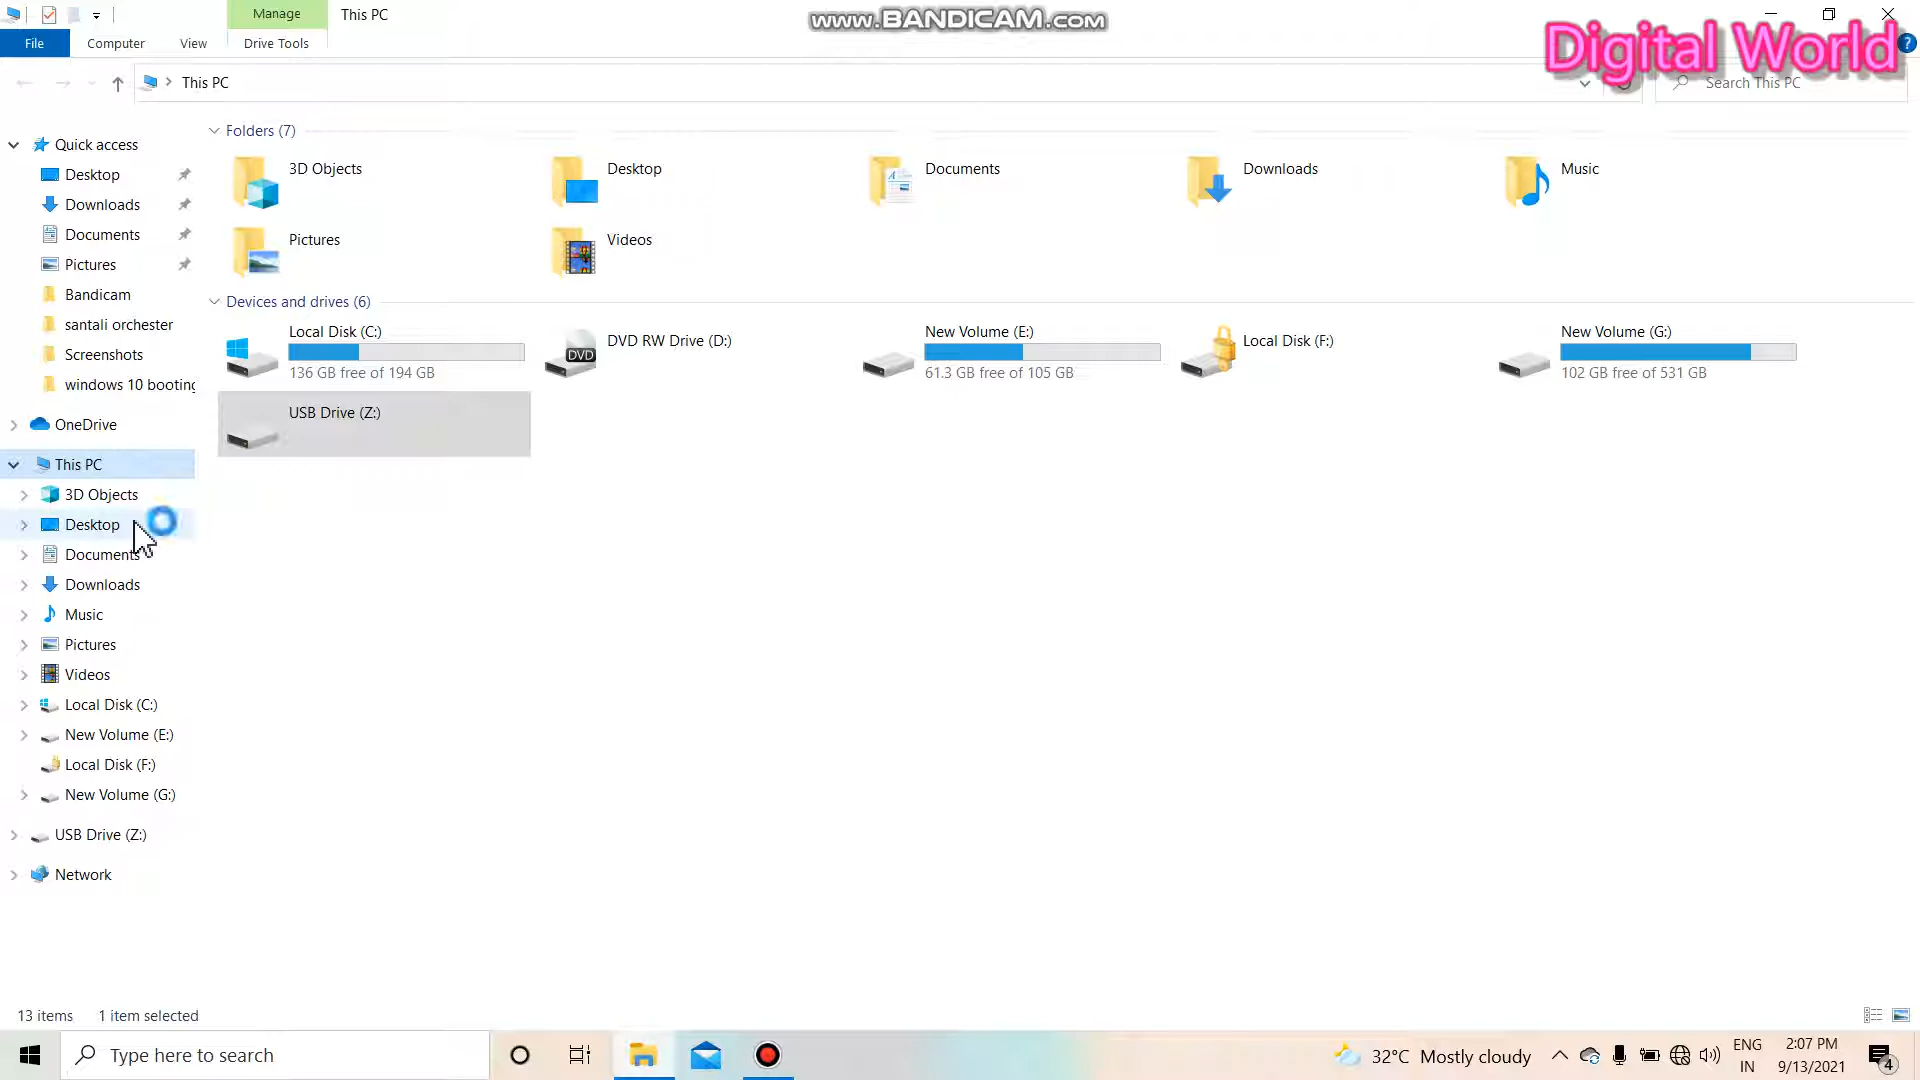 Manage
This PC
www.BANDICAM.com
Digital World
File
Computer
View
Drive Tools
This PC
Search This PC
Quick access
Desktop
Downloads
Documents
Pictures
Bandicam
santali orchester
Screenshots
windows 10 booting
OneDrive
This PC
3D Objects
Desktop
Documents
Downloads
Music
Pictures
Videos
Local Disk (C:)
New Volume (E:)
Local Disk (F:)
New Volume (G:)
USB Drive (Z:)
Network
Folders (7)
3D Objects
Desktop
Documents
Downloads
Music
Pictures
Videos
Devices and drives (6)
Local Disk (C:)
136 GB free of 194 GB
DVD RW Drive (D:)
DVD
New Volume (E:)
61.3 GB free of 105 GB
Local Disk (F:)
New Volume (G:)
102 GB free of 531 GB
USB Drive (Z:)
13 items
1 item selected
Type here to search
32°C Mostly cloudy
ENG
IN
2:07 PM
9/13/2021
4